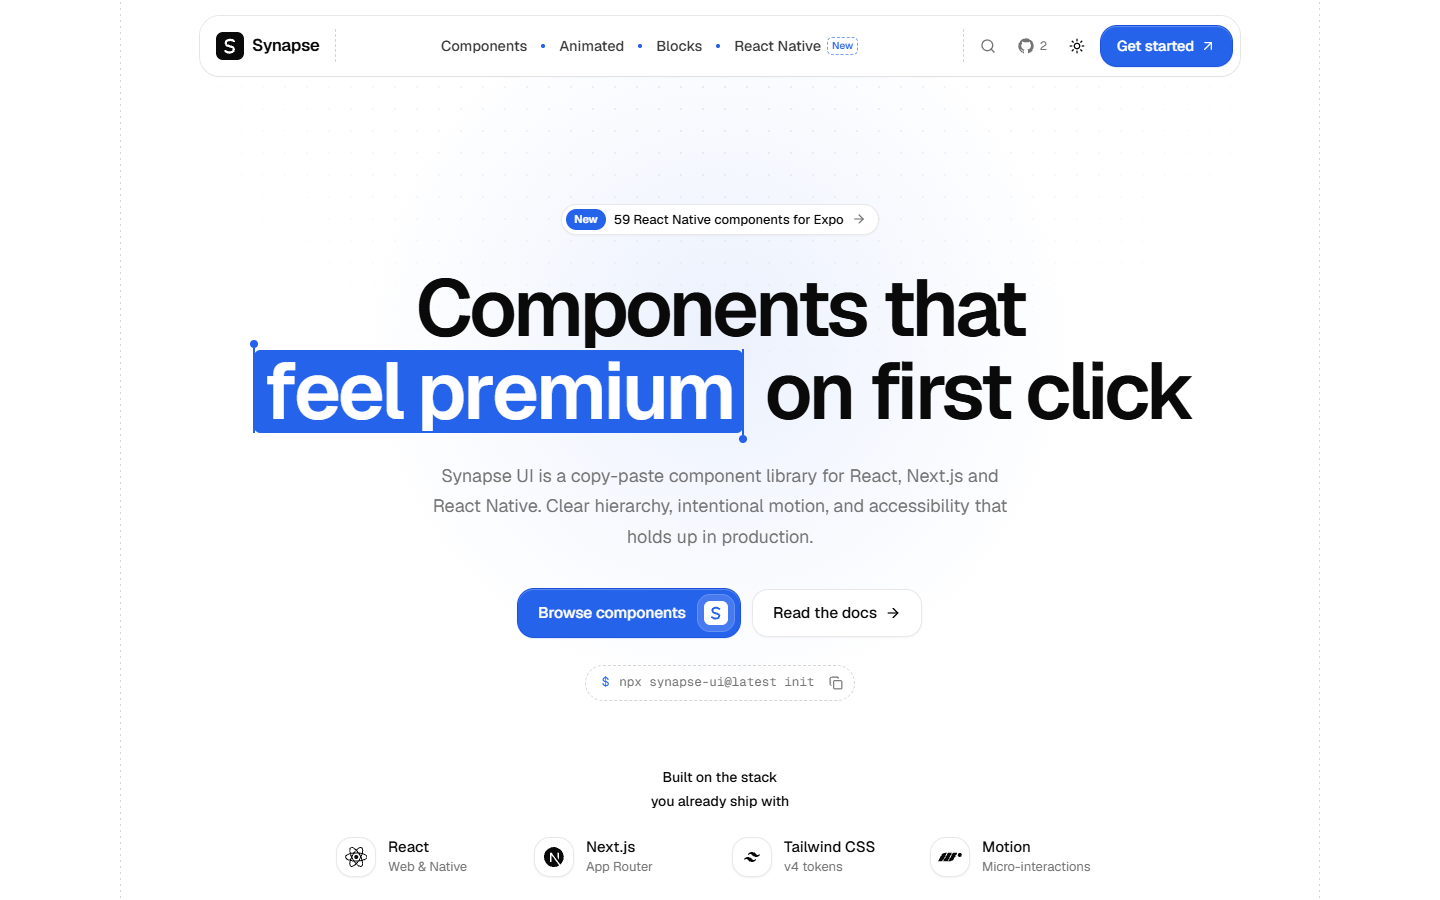 S Synapse
Components • Animated • Blocks • React Native New
2
Get started
New 59 React Native components for Expo
Components that
feel premium on first click
Synapse UI is a copy-paste component library for React, Next.js and
React Native. Clear hierarchy, intentional motion, and accessibility that
holds up in production.
Browse components S
Read the docs
$ npx synapse-ui@latest init
Built on the stack
you already ship with
React
Web & Native
N
Next.js
App Router
Tailwind CSS
v4 tokens
Motion
Micro-interactions